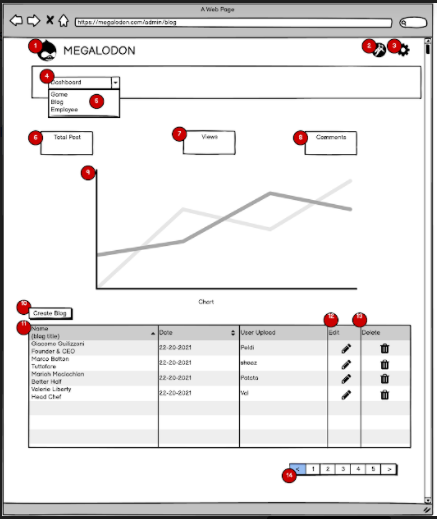 A Web Page
https://megalodon.com/admin/blog
1
MEGALODON
2
3
4
Dashboard
Game
Blog
Employee
5
6
Total Post
7
Views
8
Comments
9
Chart
10
Create Blog
11
12
13
Name
(blog title)
Date
User Upload
Edit
Delete
Giacomo Guilizzoni
Founder & CEO
22-20-2021
Peldi
Marco Botton
Tuttofare
22-20-2021
Mariah Maclachlan
Better Half
22-20-2021
Patata
Valerie Liberty
Head Chef
22-20-2021
Val
14
< 1 2 3 4 5 >